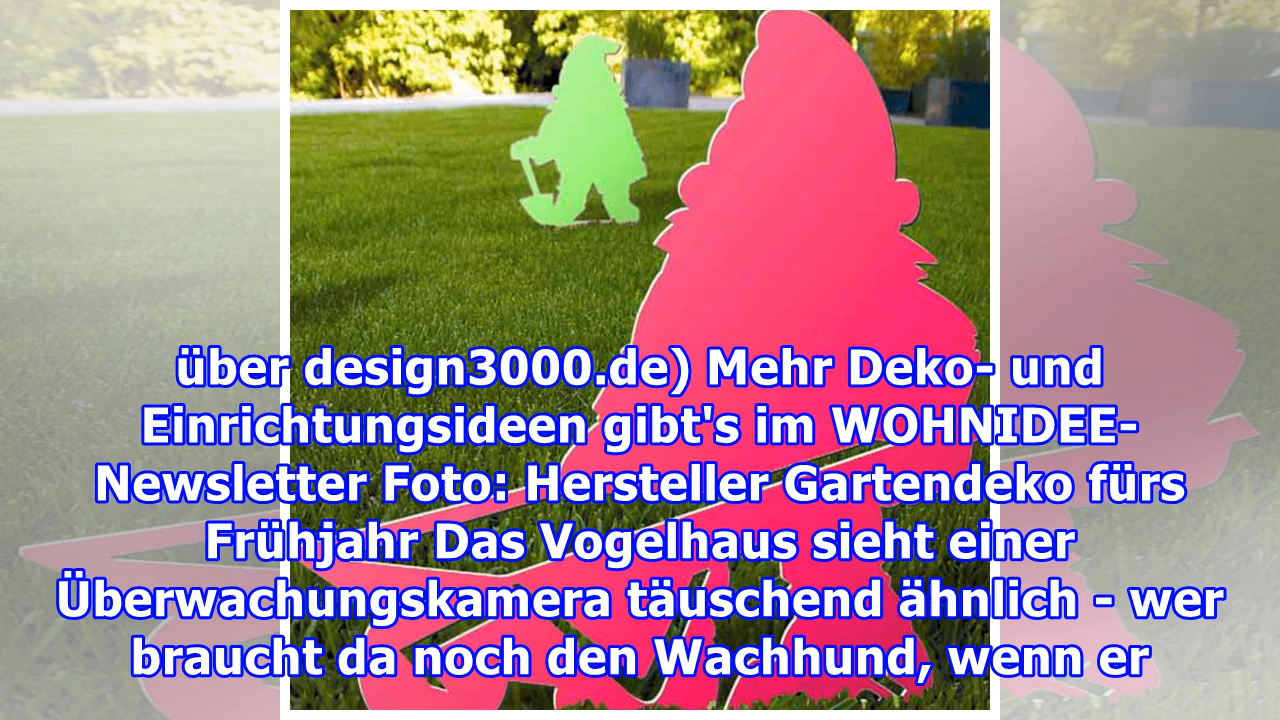 über design3000.de) Mehr Deko- und
Einrichtungsideen gibt's im WOHNIDEE-
Newsletter Foto: Hersteller Gartendeko fürs
Frühjahr Das Vogelhaus sieht einer
Überwachungskamera täuschend ähnlich - wer
braucht da noch den Wachhund, wenn er